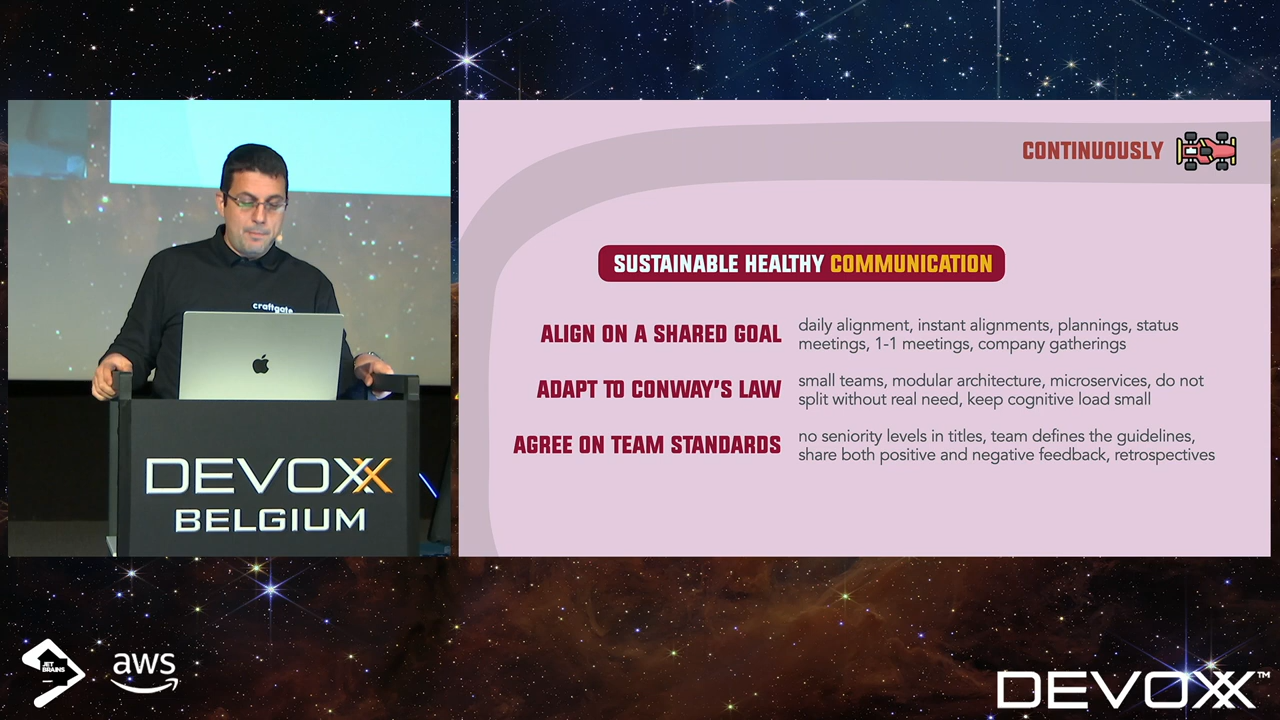 CONTINUOUSLY
SUSTAINABLE HEALTHY COMMUNICATION
ALIGN ON A SHARED GOAL
daily alignment, instant alignments, plannings, status
meetings, 1-1 meetings, company gatherings
ADAPT TO CONWAY'S LAW
small teams, modular architecture, microservices, do not
split without real need, keep cognitive load small
AGREE ON TEAM STANDARDS
no seniority levels in titles, team defines the guidelines,
share both positive and negative feedback, retrospectives
craftgate
DEVOXX
BELGIUM
JET
BRAINS
aws
DEVOXX™